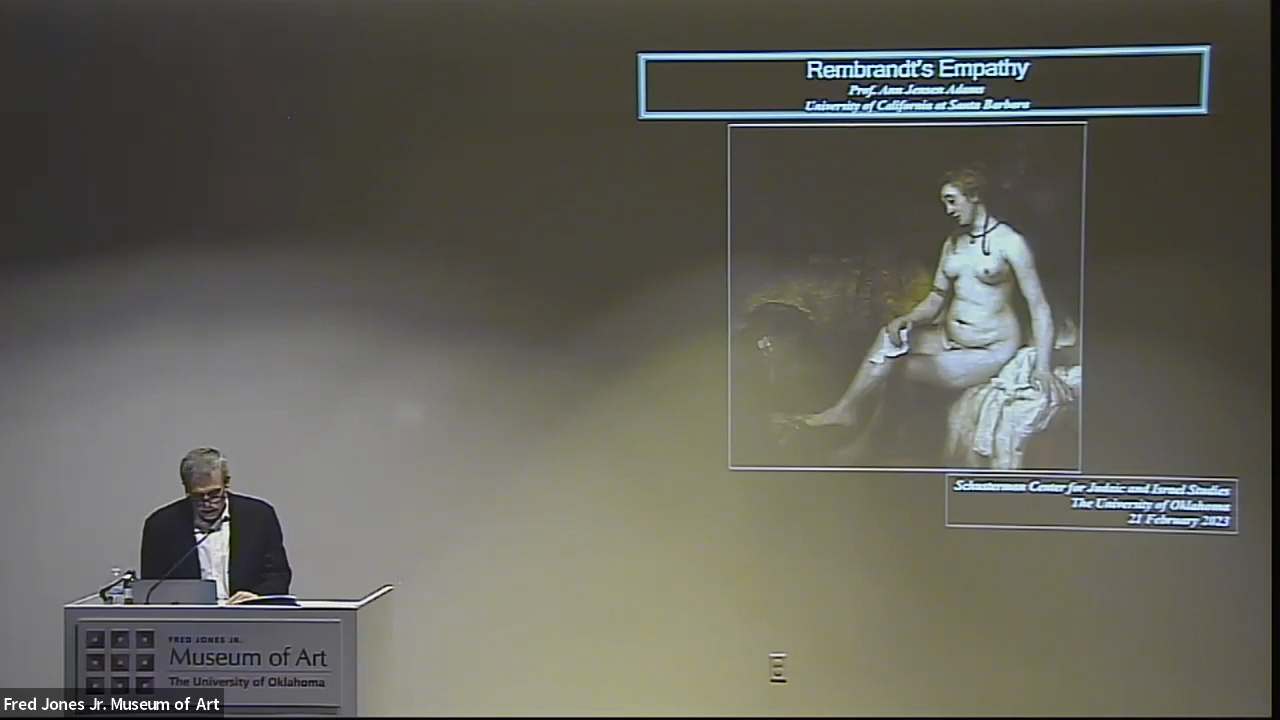 Rembrandt's Empathy
Prof. Ann Jensen Adams
University of California at Santa Barbara
Schusterman Center for Judaic and Israel Studies
The University of Oklahoma
21 February 2023
FRED JONES JR.
Museum of Art
The University of Oklahoma
Fred Jones Jr. Museum of Art